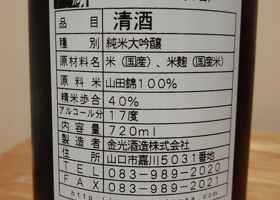 品目 清酒
種別 純米大吟醸
原材料名 米(国産)、米麹(国産米)
原料米 山田錦100%
精米歩合 40%
アルコール分 17度
内容量 720ml
製造者 金光酒造株式会社
住所 山口市嘉川5031番地
TEL 083-989-2020
FAX 083-989-2021